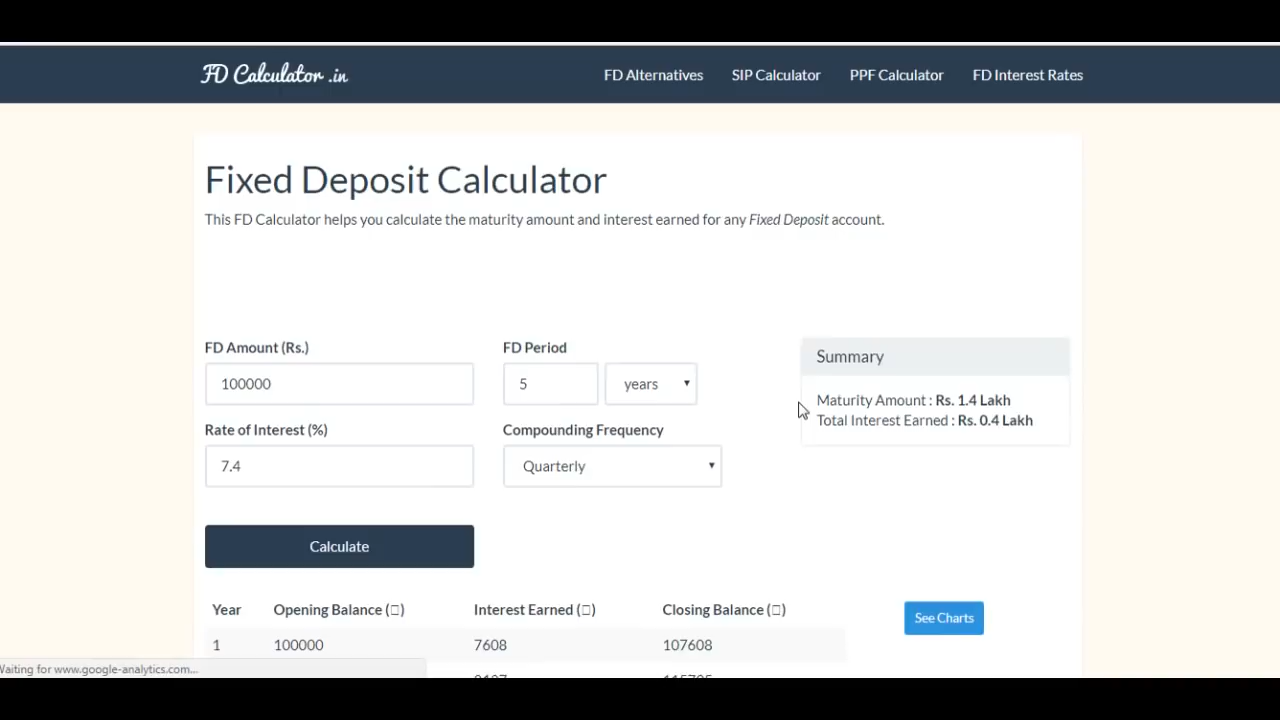 FD Calculator .in
FD Alternatives SIP Calculator PPF Calculator FD Interest Rates
Fixed Deposit Calculator
This FD Calculator helps you calculate the maturity amount and interest earned for any Fixed Deposit account.
FD Amount (Rs.) FD Period
Summary
100000 5 years
Maturity Amount : Rs. 1.4 Lakh
Total Interest Earned : Rs. 0.4 Lakh
Rate of Interest (%) Compounding Frequency
7.4 Quarterly
Calculate
Year Opening Balance (▯) Interest Earned (▯) Closing Balance (▯)
See Charts
1 100000 7608 107608
Waiting for www.google-analytics.com...